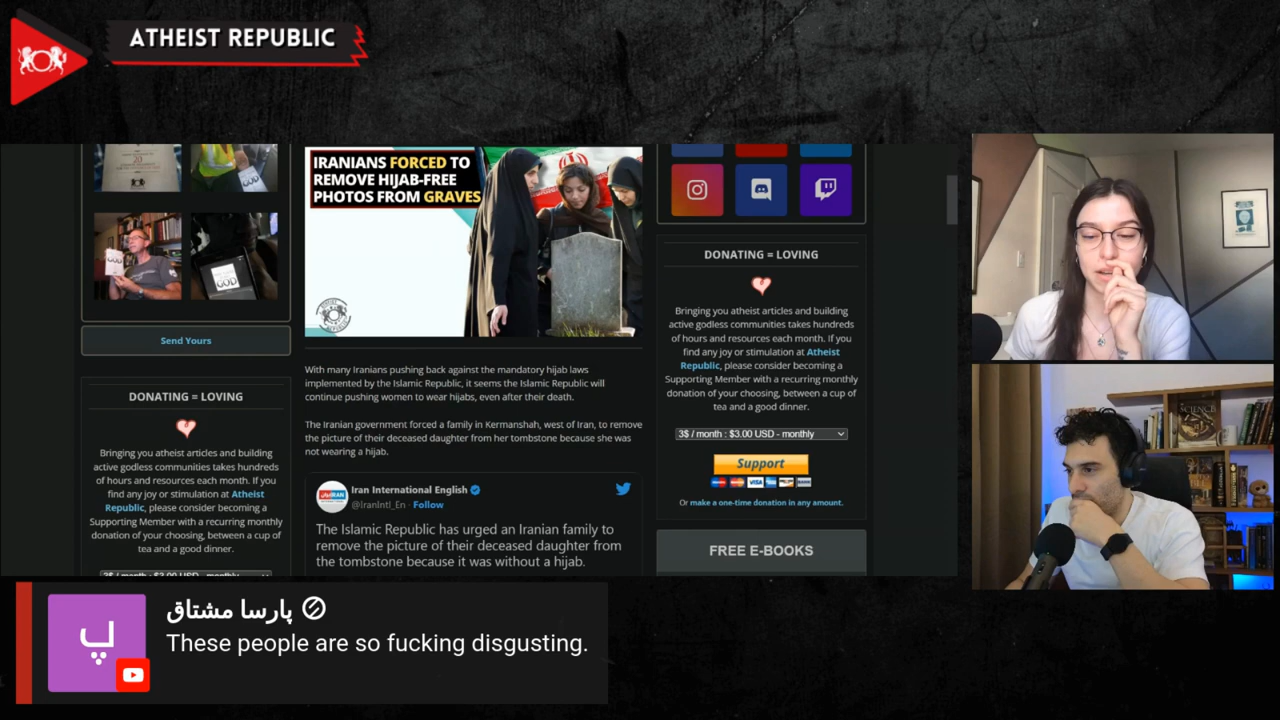 ATHEIST REPUBLIC
IRANIANS FORCED TO
REMOVE HIJAB-FREE
PHOTOS FROM GRAVES
Send Yours
DONATING = LOVING
Bringing you atheist articles and building
active godless communities takes hundreds
of hours and resources each month. If you
find any joy or stimulation at Atheist
Republic, please consider becoming a
Supporting Member with a recurring monthly
donation of your choosing, between a cup of
tea and a good dinner.
3$ / month : $3.00 USD - monthly
With many Iranians pushing back against the mandatory hijab laws
implemented by the Islamic Republic, it seems the Islamic Republic will
continue pushing women to wear hijabs, even after their death.
The Iranian government forced a family in Kermanshah, west of Iran, to remove
the picture of their deceased daughter from her tombstone because she was
not wearing a hijab.
Iran International English
@IranIntl_En · Follow
The Islamic Republic has urged an Iranian family to
remove the picture of their deceased daughter from
the tombstone because it was without a hijab.
DONATING = LOVING
Bringing you atheist articles and building
active godless communities takes hundreds
of hours and resources each month. If you
find any joy or stimulation at Atheist
Republic, please consider becoming a
Supporting Member with a recurring monthly
donation of your choosing, between a cup of
tea and a good dinner.
3$ / month : $3.00 USD - monthly
Support
VISA
Or make a one-time donation in any amount.
FREE E-BOOKS
SCIENCE
GOD
GOD
پ
پارسا مشتاق
These people are so fucking disgusting.